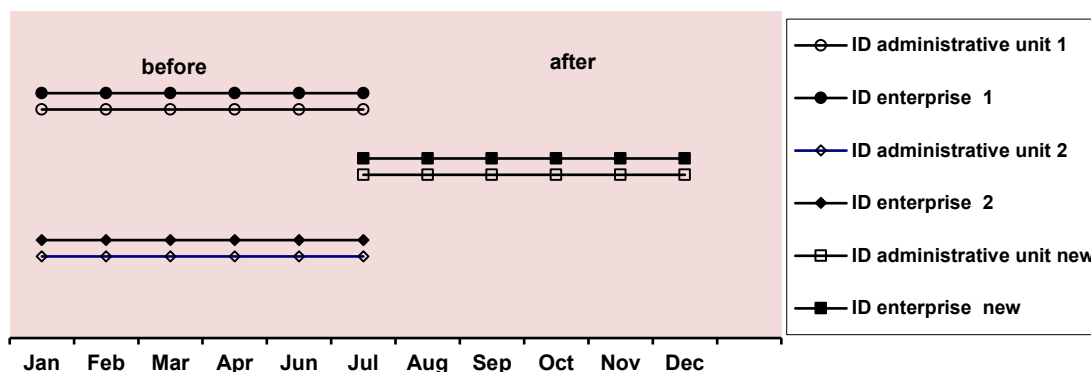 before
after
Jan Feb Mar Apr Jun Jul Aug Sep Oct Nov Dec
ID administrative unit 1
ID enterprise 1
ID administrative unit 2
ID enterprise 2
ID administrative unit new
ID enterprise new